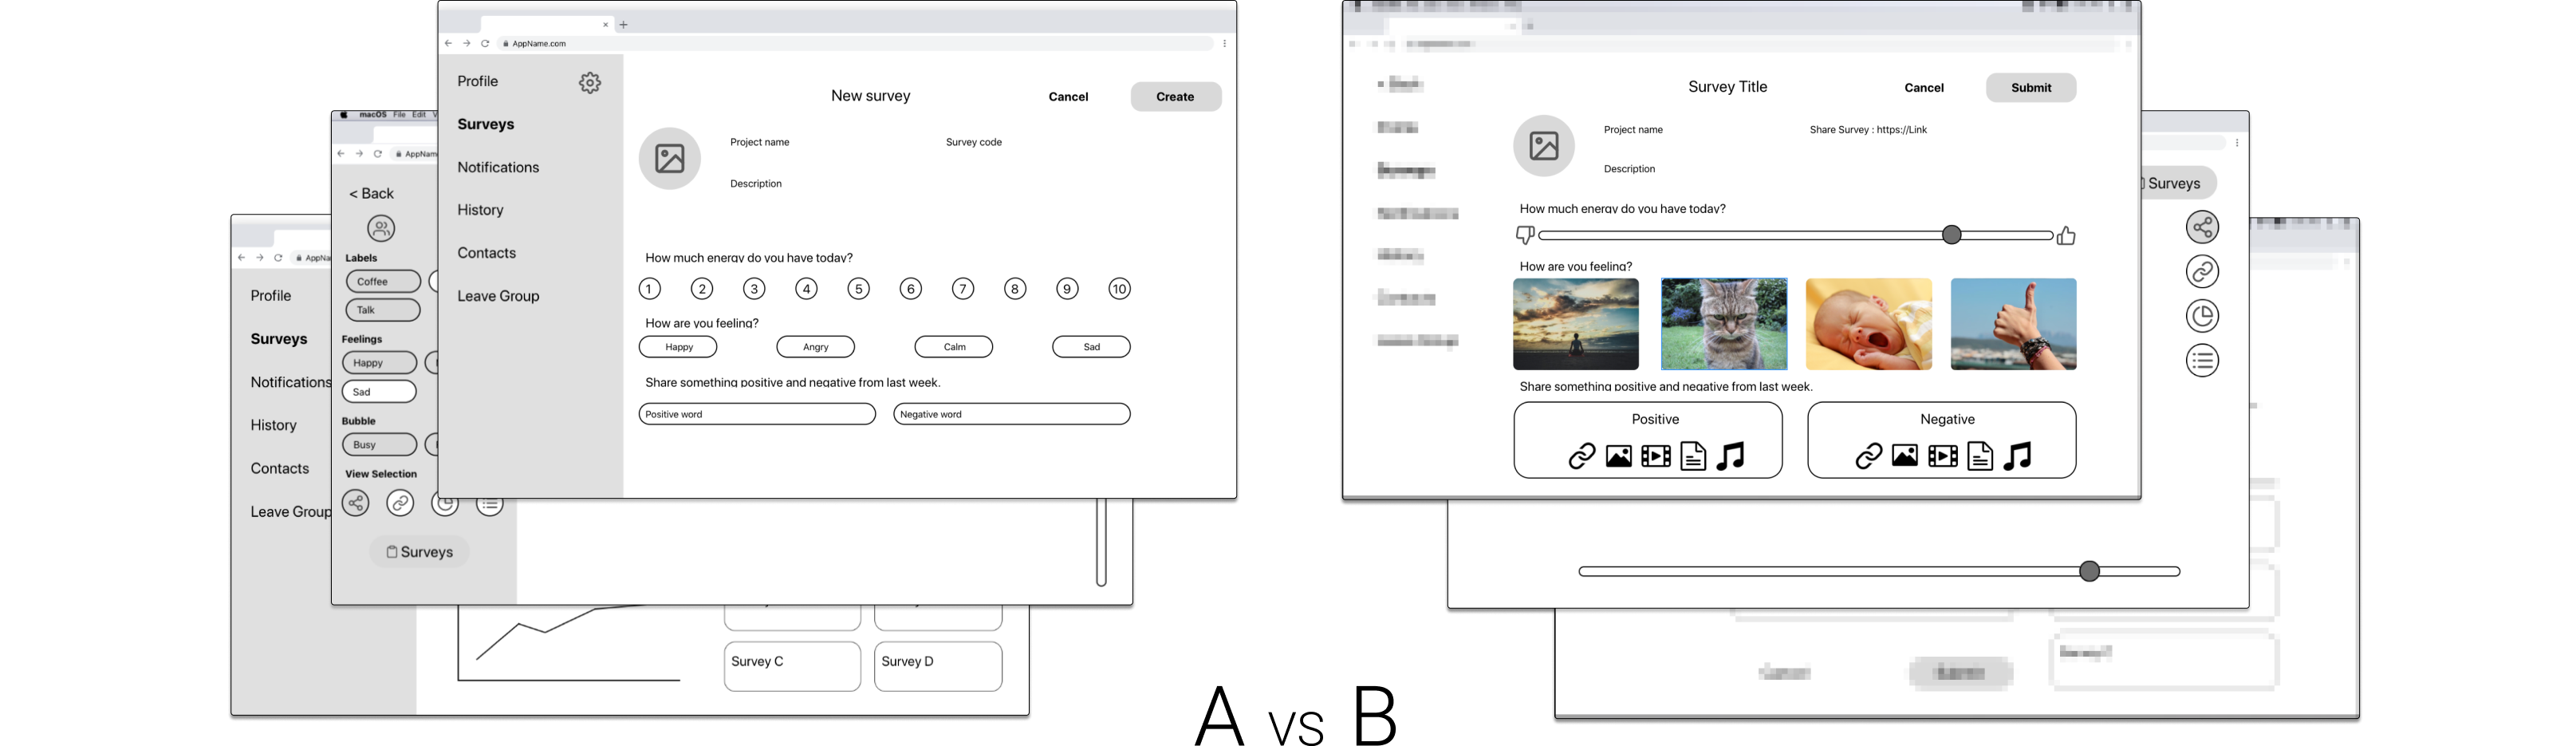 AppName.com
Profile
Surveys
Notifications
History
Contacts
Leave Group
New survey
Cancel
Create
Project name
Survey code
Description
How much energy do you have today?
1 2 3 4 5 6 7 8 9 10
How are you feeling?
Happy
Angry
Calm
Sad
Share something positive and negative from last week.
Positive word
Negative word
macOS File Edit
AppName
< Back
Labels
Coffee
Talk
Feelings
Happy
Sad
Bubble
Busy
View Selection
Surveys
Profile
Surveys
Notifications
History
Contacts
Leave Group
Survey C
Survey D
A vs B
Survey Title
Cancel
Submit
Project name
Share Survey : https://Link
Description
How much energy do you have today?
How are you feeling?
Share something positive and negative from last week.
Positive
Negative
Surveys